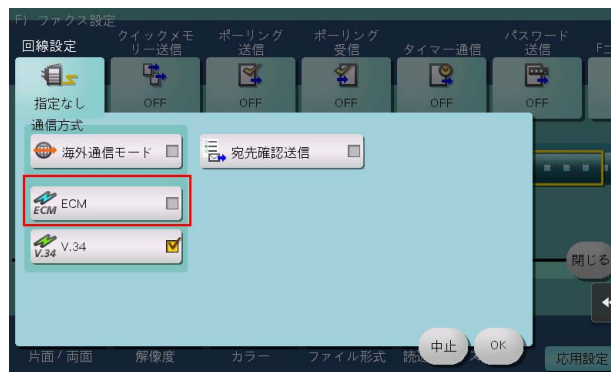 F) ファクス設定
回線設定
クイックメモ
リー送信
ポーリング
送信
ポーリング
受信
タイマー通信
パスワード
送信
指定なし
OFF
OFF
OFF
OFF
OFF
通信方式
海外通信モード
宛先確認送信
ECM
ECM
V.34
V.34
閉じる
中止
OK
片面/両面
解像度
カラー
ファイル形式
応用設定